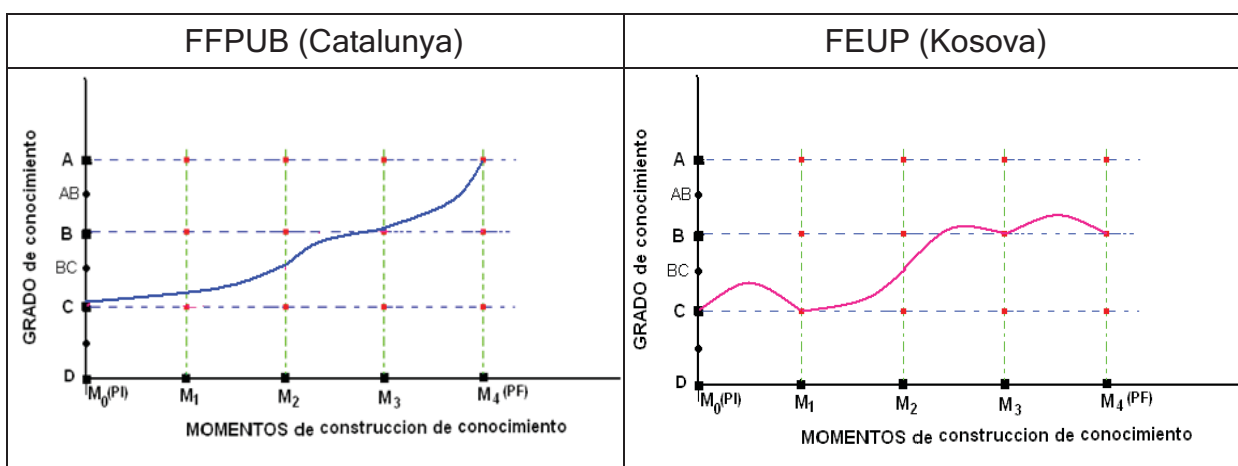 FFPUB (Catalunya)
GRADO de conocimiento
A
AB
B
BC
C
D
M0(PI)
M1
M2
M3
M4 (PF)
MOMENTOS de construccion de conocimiento
FEUP (Kosova)
GRADO de conocimiento
A
AB
B
BC
C
D
M0(PI)
M1
M2
M3
M4 (PF)
MOMENTOS de construccion de conocimiento